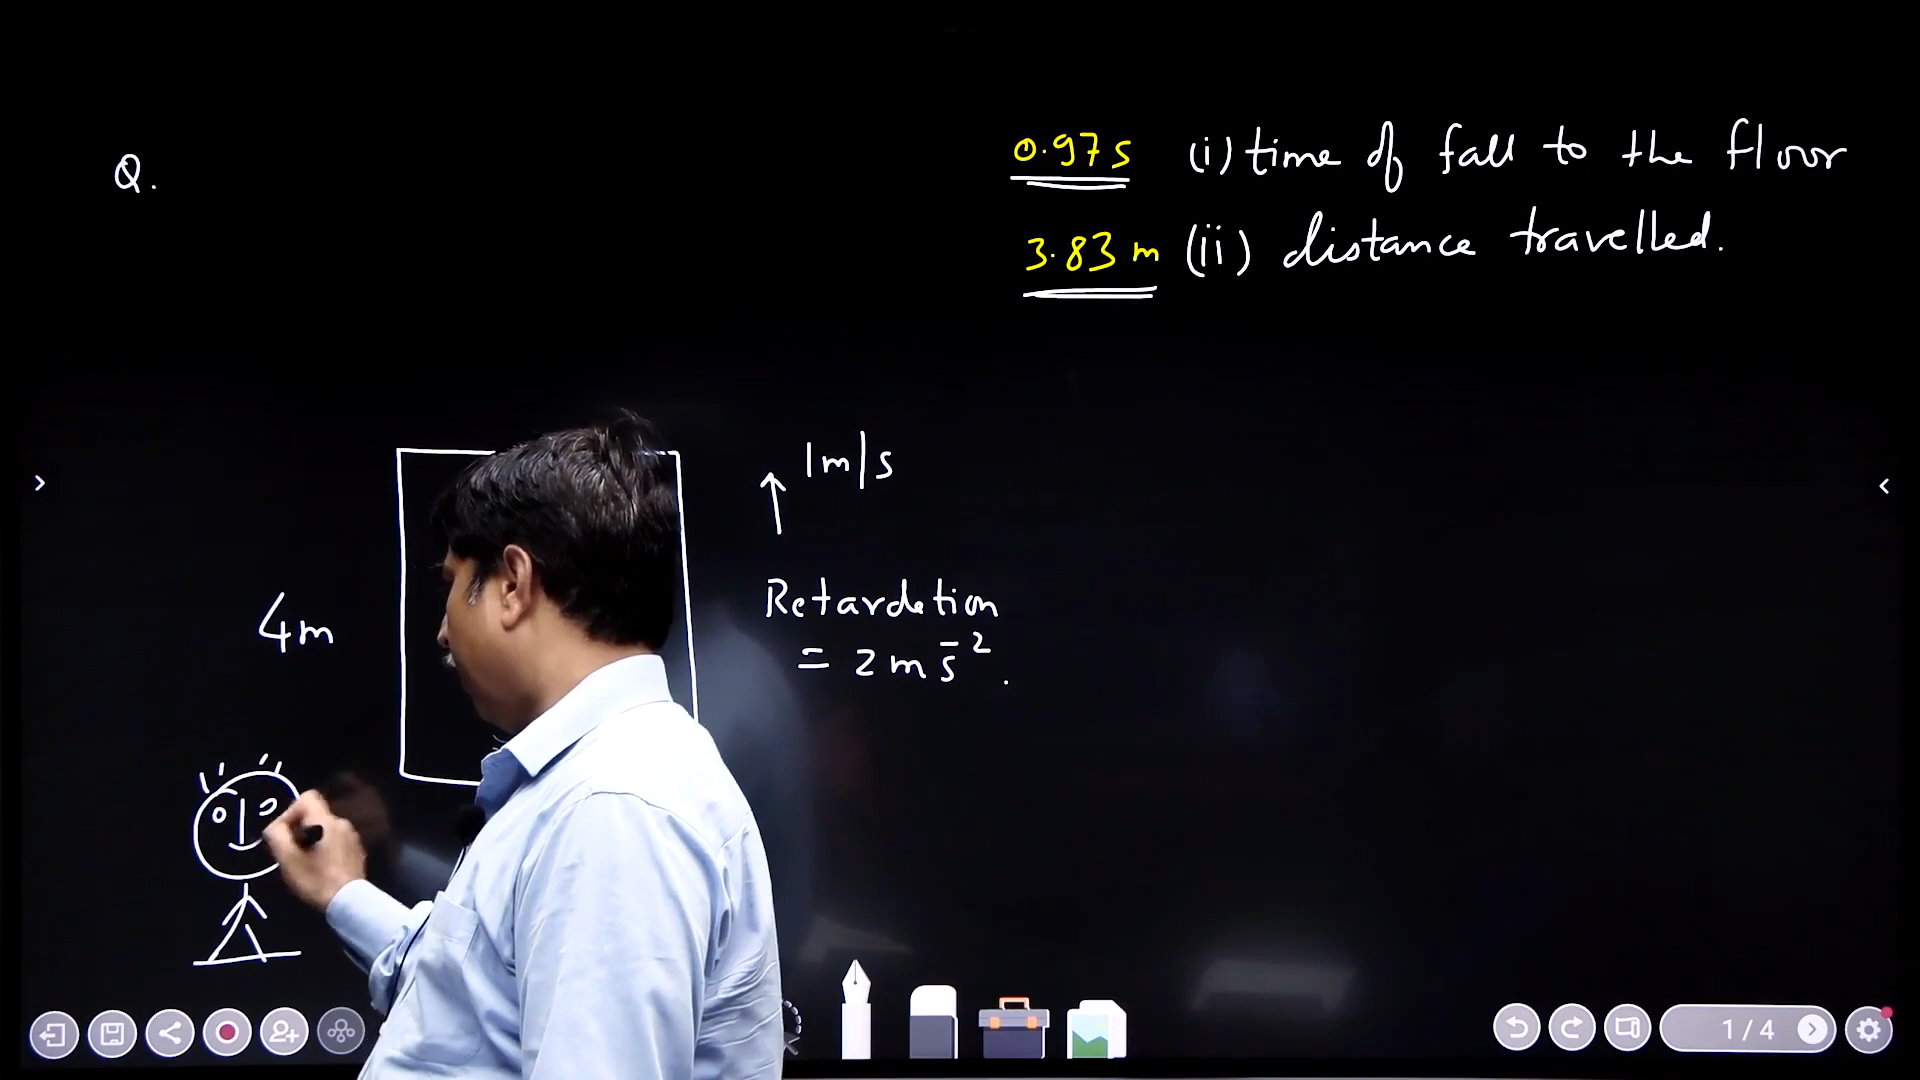 Q.
0.97 s (i) time of fall to the floor
3.83 m (ii) distance travelled.
1m/s
4m
Retardation
= 2 m s⁻².
1/4